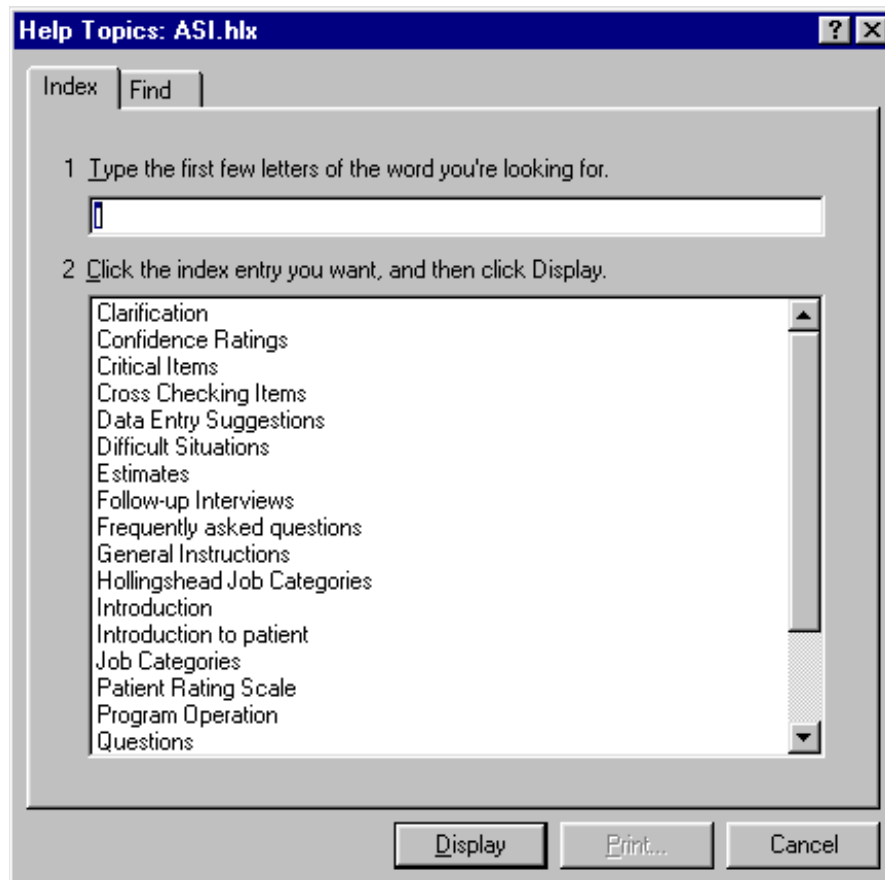 Help Topics: ASI.hlx
Index Find
1 Type the first few letters of the word you're looking for.
2 Click the index entry you want, and then click Display.
Clarification
Confidence Ratings
Critical Items
Cross Checking Items
Data Entry Suggestions
Difficult Situations
Estimates
Follow-up Interviews
Frequently asked questions
General Instructions
Hollingshead Job Categories
Introduction
Introduction to patient
Job Categories
Patient Rating Scale
Program Operation
Questions
Display Print... Cancel